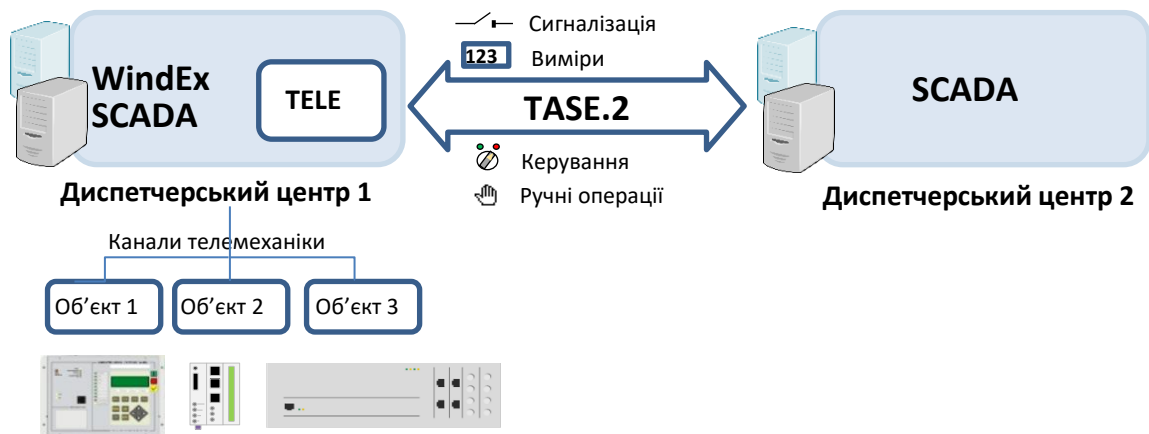 WindEx
SCADA
TELE
Сигналізація
123 Виміри
TASE.2
Керування
Ручні операції
SCADA
Диспетчерський центр 1
Диспетчерський центр 2
Канали телемеханіки
Об’єкт 1
Об’єкт 2
Об’єкт 3